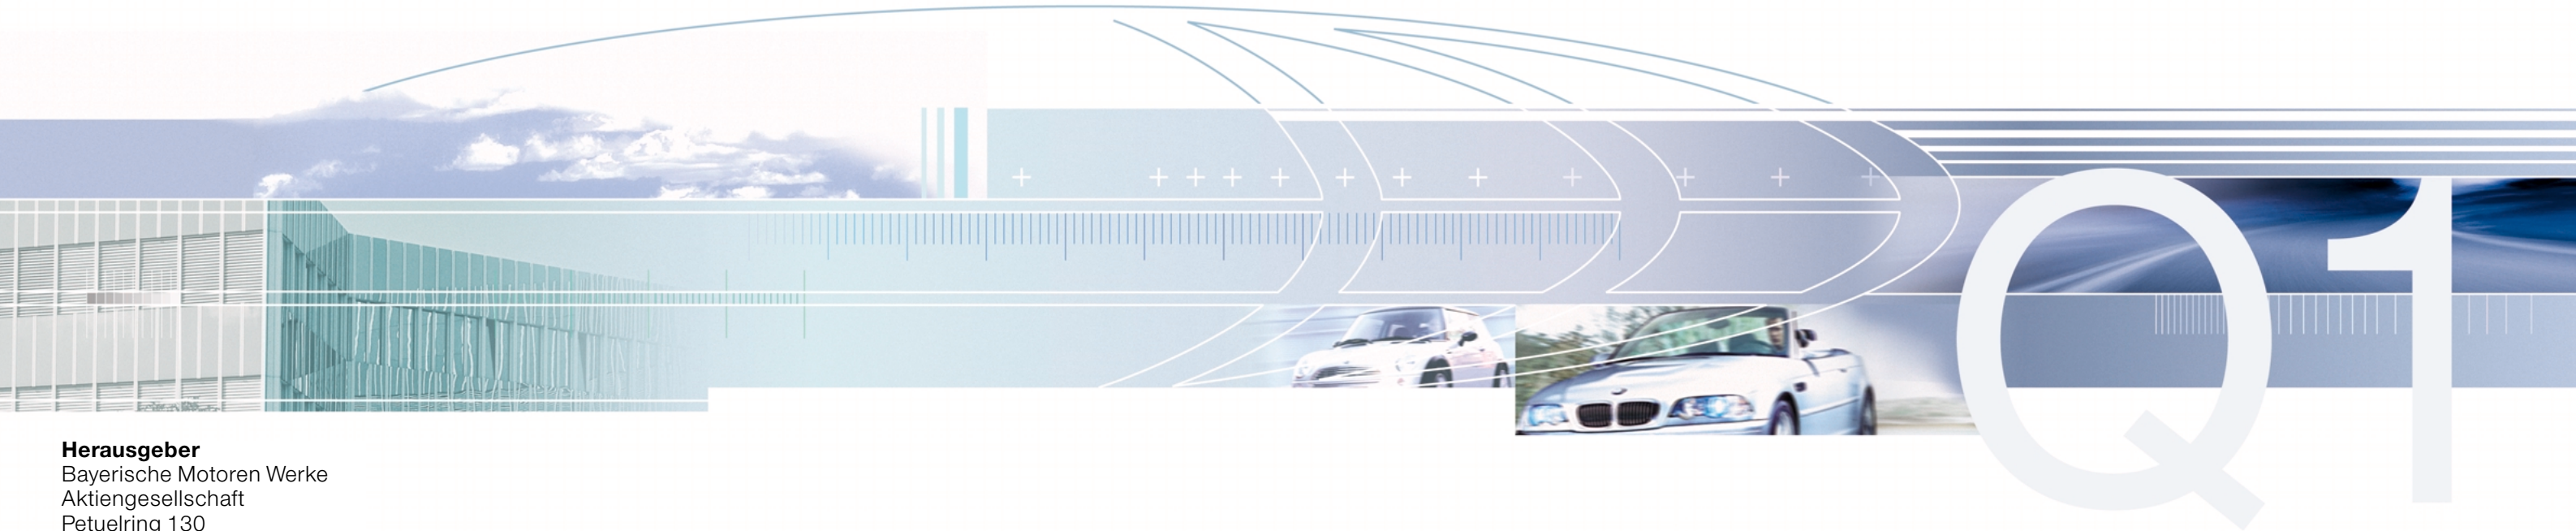 Q1
Herausgeber
Bayerische Motoren Werke
Aktiengesellschaft
Petuelring 130